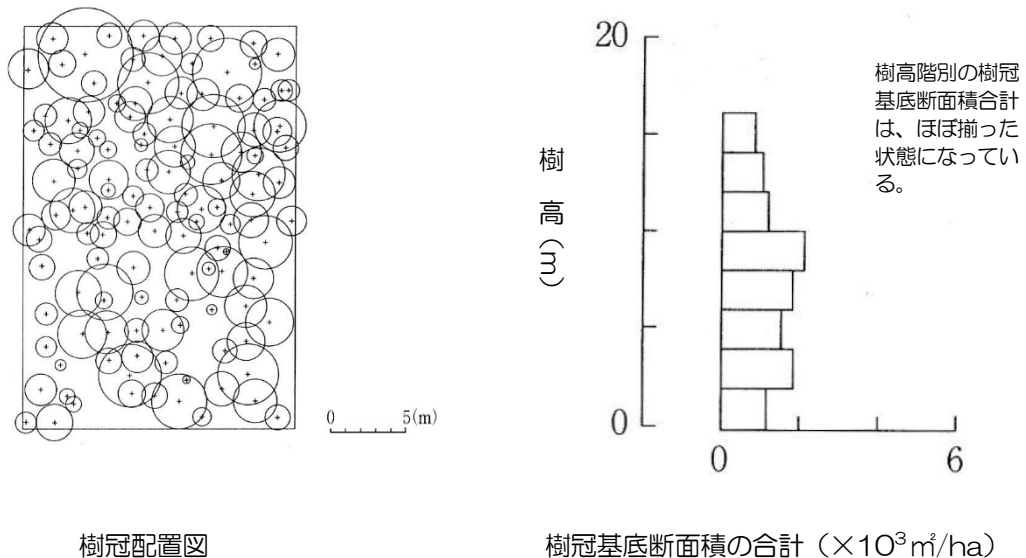 20
樹高階別の樹冠
基底断面積合計
は、ほぼ揃った
状態になってい
る。
樹
高
(m)
0 5(m)
0
0 6
樹冠配置図
樹冠基底断面積の合計（×10³㎡/ha）